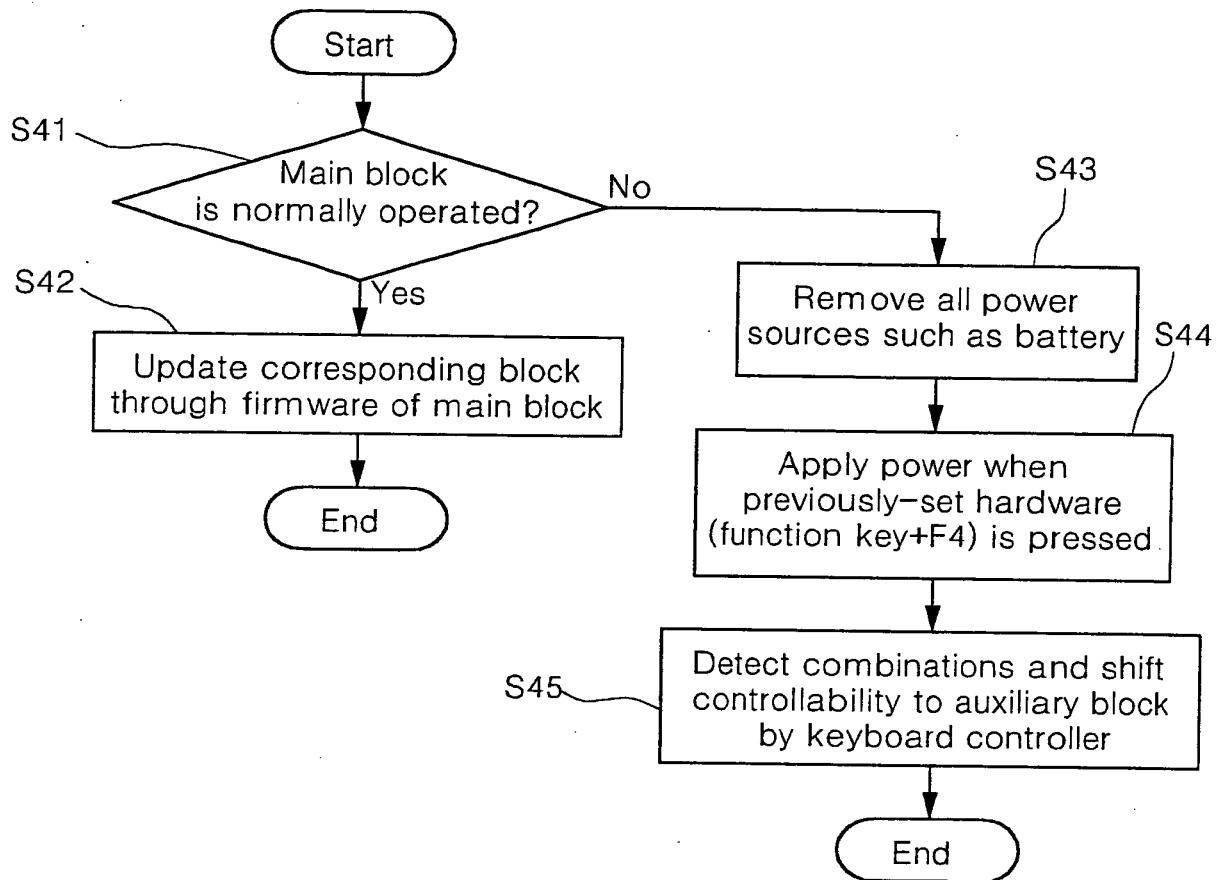 Start
S41
Main block
is normally operated?
No
Yes
S42
Update corresponding block
through firmware of main block
End
S43
Remove all power
sources such as battery
S44
Apply power when
previously-set hardware
(function key+F4) is pressed
S45
Detect combinations and shift
controllability to auxiliary block
by keyboard controller
End